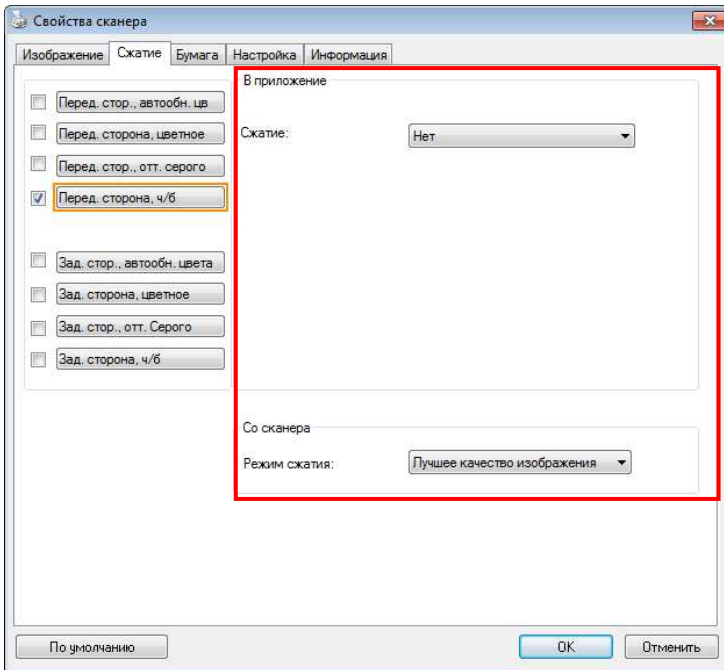 Свойства сканера
Изображение Сжатие Бумага Настройка Информация
Перед. стор., автообн. цв
Перед. сторона, цветное
Перед. стор., отт. серого
Перед. сторона, ч/б
Зад. стор., автообн. цвета
Зад. сторона, цветное
Зад. стор., отт. Серого
Зад. сторона, ч/б
В приложение
Сжатие: Нет
Со сканера
Режим сжатия: Лучшее качество изображения
По умолчанию OK Отменить